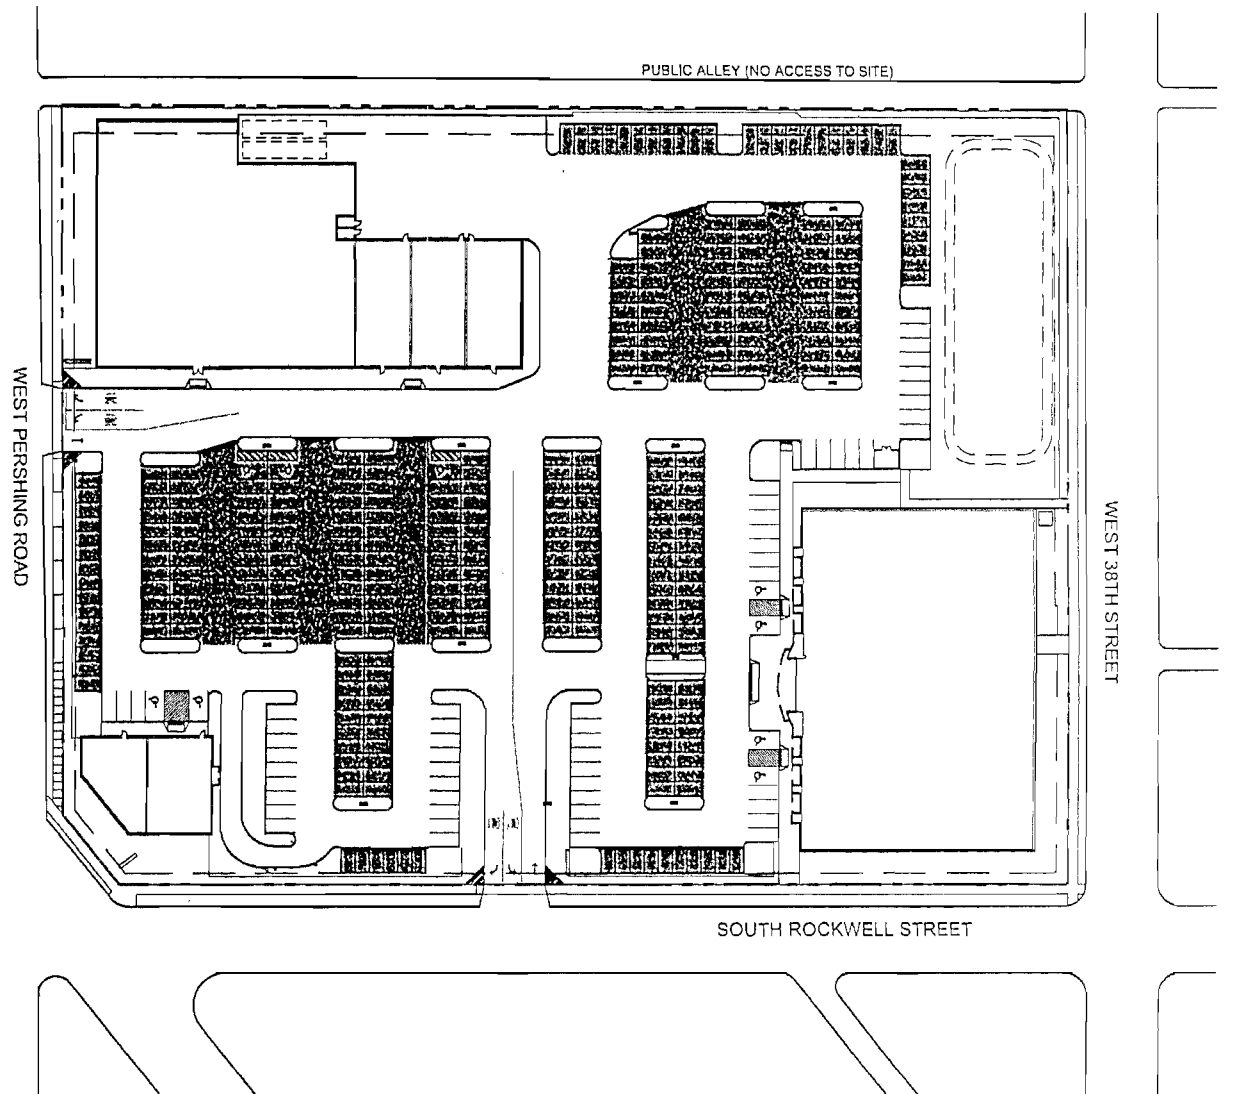 PUBLIC ALLEY (NO ACCESS TO SITE)
WEST PERSHING ROAD
WEST 38TH STREET
SOUTH ROCKWELL STREET